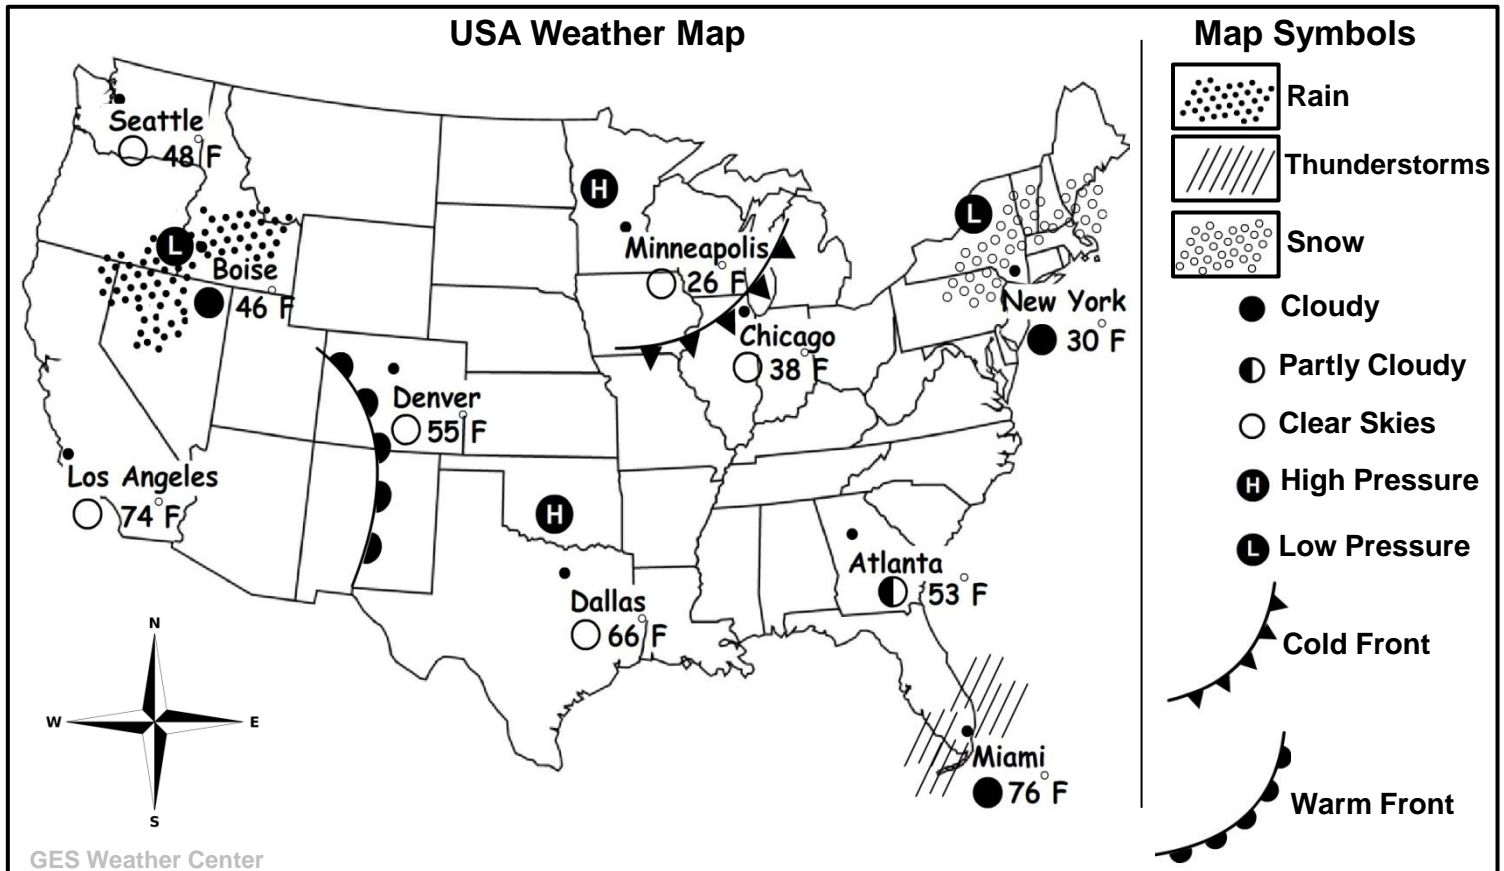 USA Weather Map
Seattle
48°F
L
Boise
46°F
H
Minneapolis
26°F
L
New York
30°F
Chicago
38°F
Denver
55°F
Los Angeles
74°F
H
Dallas
66°F
Atlanta
53°F
Miami
76°F
N
W
E
S
GES Weather Center
Map Symbols
Rain
Thunderstorms
Snow
Cloudy
Partly Cloudy
Clear Skies
H High Pressure
L Low Pressure
Cold Front
Warm Front